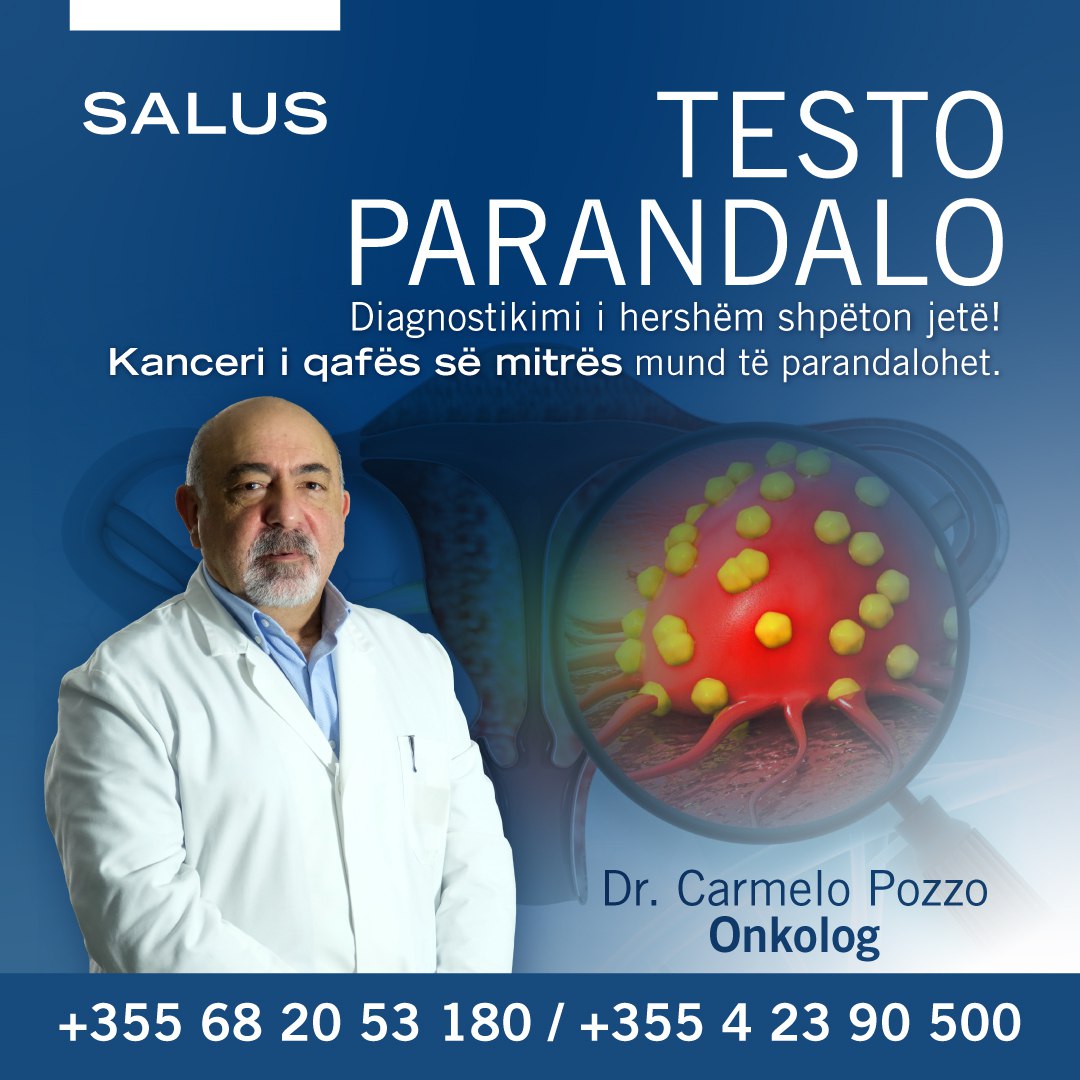 SALUS
TESTO
PARANDALO
Diagnostikimi i hershëm shpëton jetë!
Kanceri i qafës së mitrës mund të parandalohet.
Dr. Carmelo Pozzo
Onkolog
+355 68 20 53 180 / +355 4 23 90 500